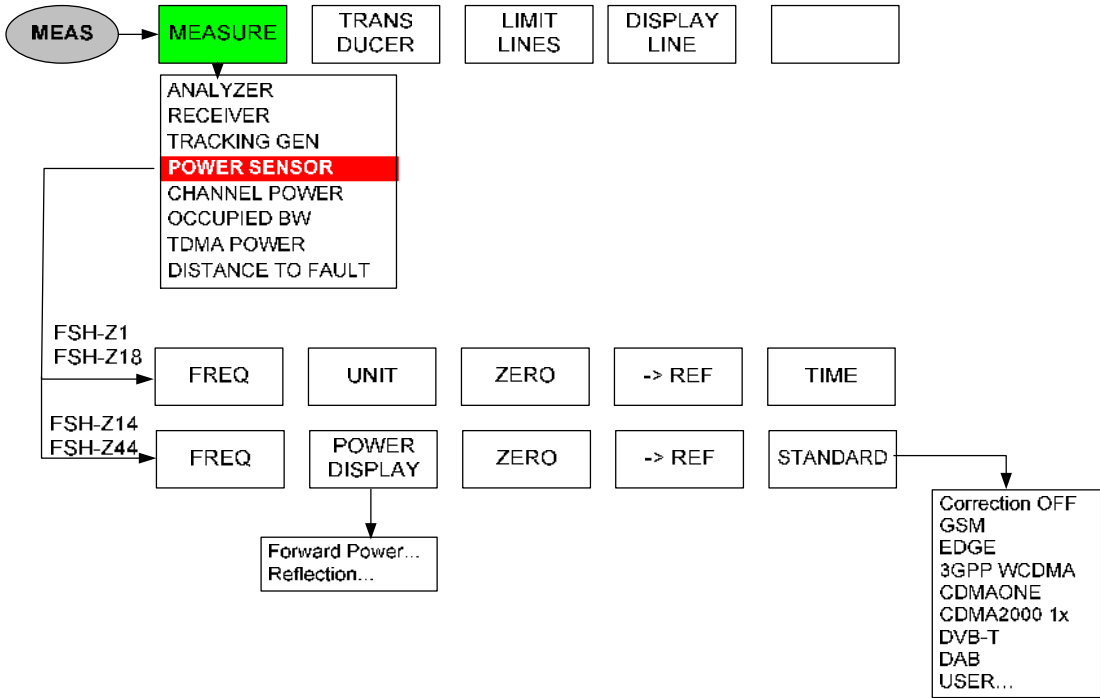 MEAS
MEASURE
TRANS
DUCER
LIMIT
LINES
DISPLAY
LINE
ANALYZER
RECEIVER
TRACKING GEN
POWER SENSOR
CHANNEL POWER
OCCUPIED BW
TDMA POWER
DISTANCE TO FAULT
FSH-Z1
FSH-Z18
FREQ
UNIT
ZERO
-> REF
TIME
FSH-Z14
FSH-Z44
FREQ
POWER
DISPLAY
ZERO
-> REF
STANDARD
Forward Power...
Reflection...
Correction OFF
GSM
EDGE
3GPP WCDMA
CDMAONE
CDMA2000 1x
DVB-T
DAB
USER...